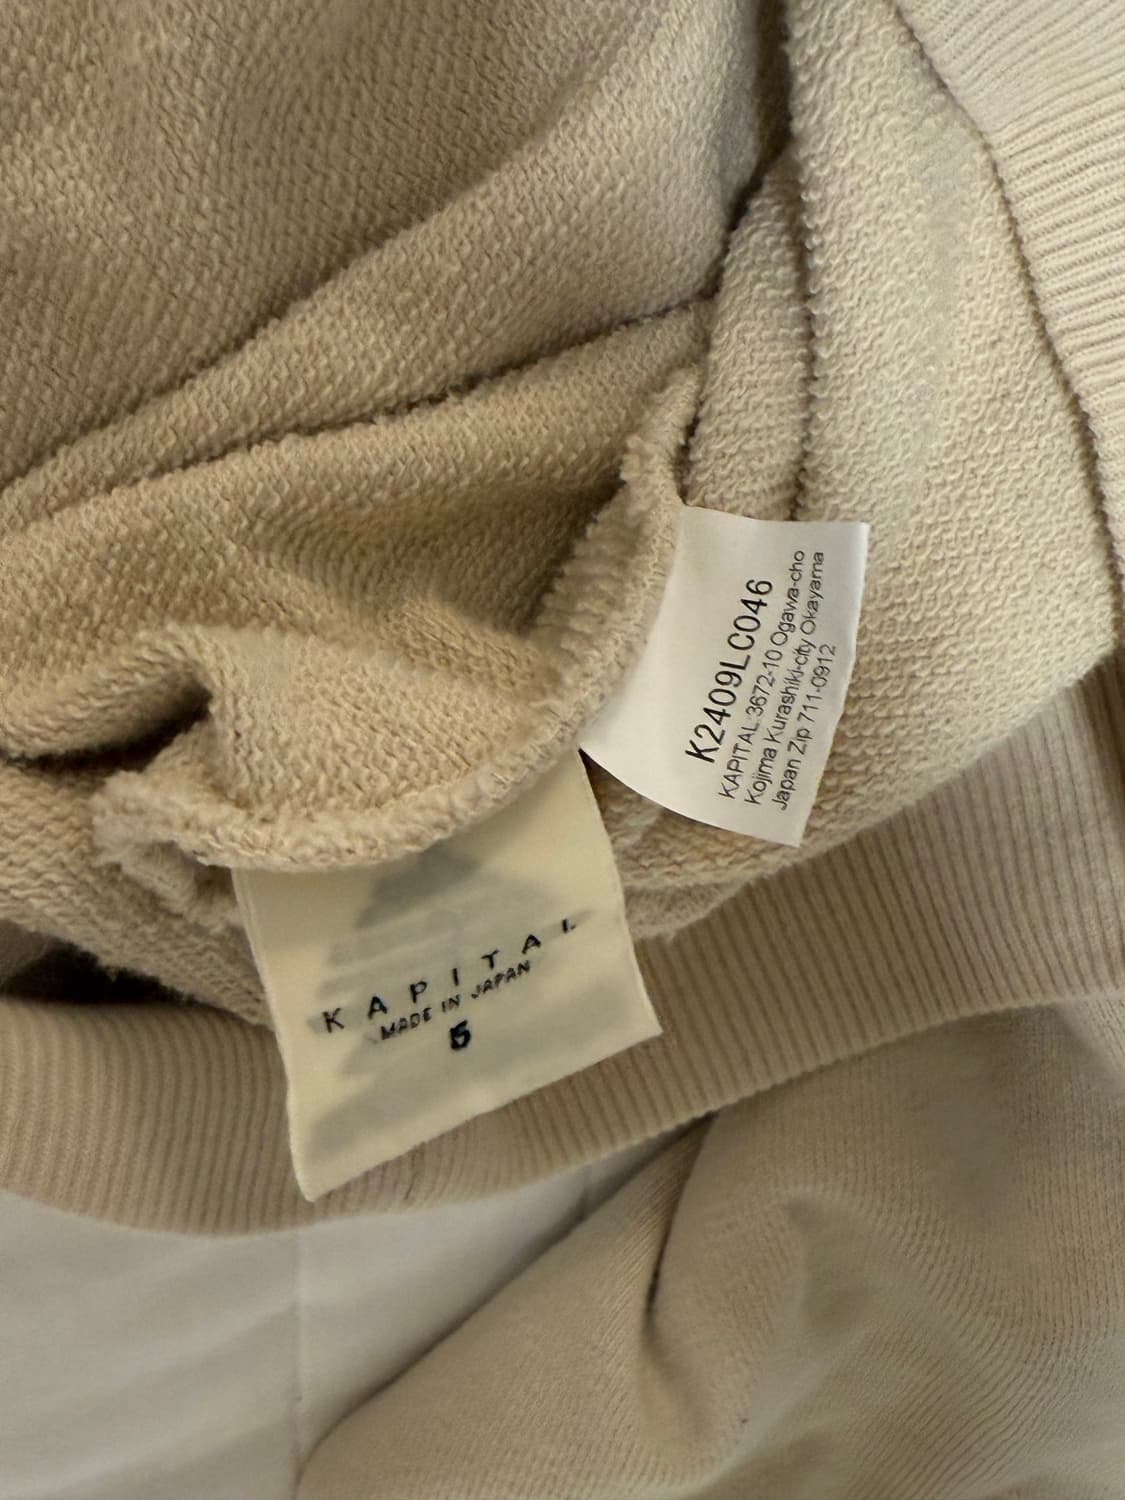 K2409LC046
KAPITAL 3672-10 Ogawa-cho
Kojima Kurashiki-city Okayama
Japan Zip 711-0912
KAPITAL
MADE IN JAPAN
5